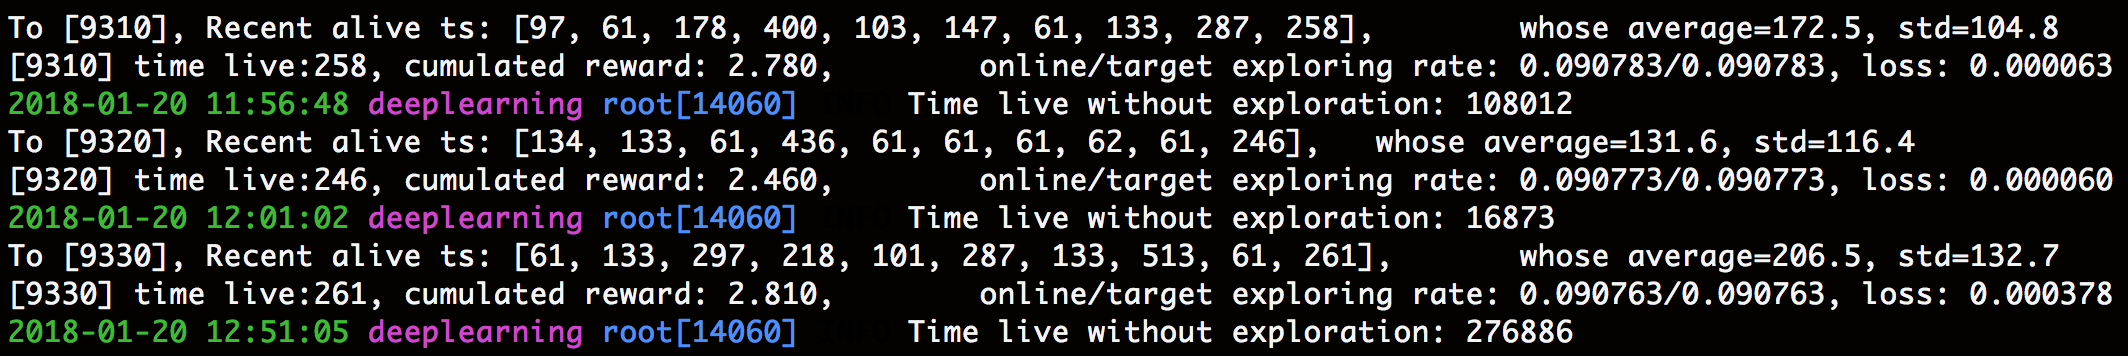 To [9310], Recent alive ts: [97, 61, 178, 400, 103, 147, 61, 133, 287, 258], whose average=172.5, std=104.8
[9310] time live:258, cumulated reward: 2.780, online/target exploring rate: 0.090783/0.090783, loss: 0.000063
2018-01-20 11:56:48 deeplearning root[14060] INFO Time live without exploration: 108012
To [9320], Recent alive ts: [134, 133, 61, 436, 61, 61, 61, 62, 61, 246], whose average=131.6, std=116.4
[9320] time live:246, cumulated reward: 2.460, online/target exploring rate: 0.090773/0.090773, loss: 0.000060
2018-01-20 12:01:02 deeplearning root[14060] INFO Time live without exploration: 16873
To [9330], Recent alive ts: [61, 133, 297, 218, 101, 287, 133, 513, 61, 261], whose average=206.5, std=132.7
[9330] time live:261, cumulated reward: 2.810, online/target exploring rate: 0.090763/0.090763, loss: 0.000378
2018-01-20 12:51:05 deeplearning root[14060] INFO Time live without exploration: 276886